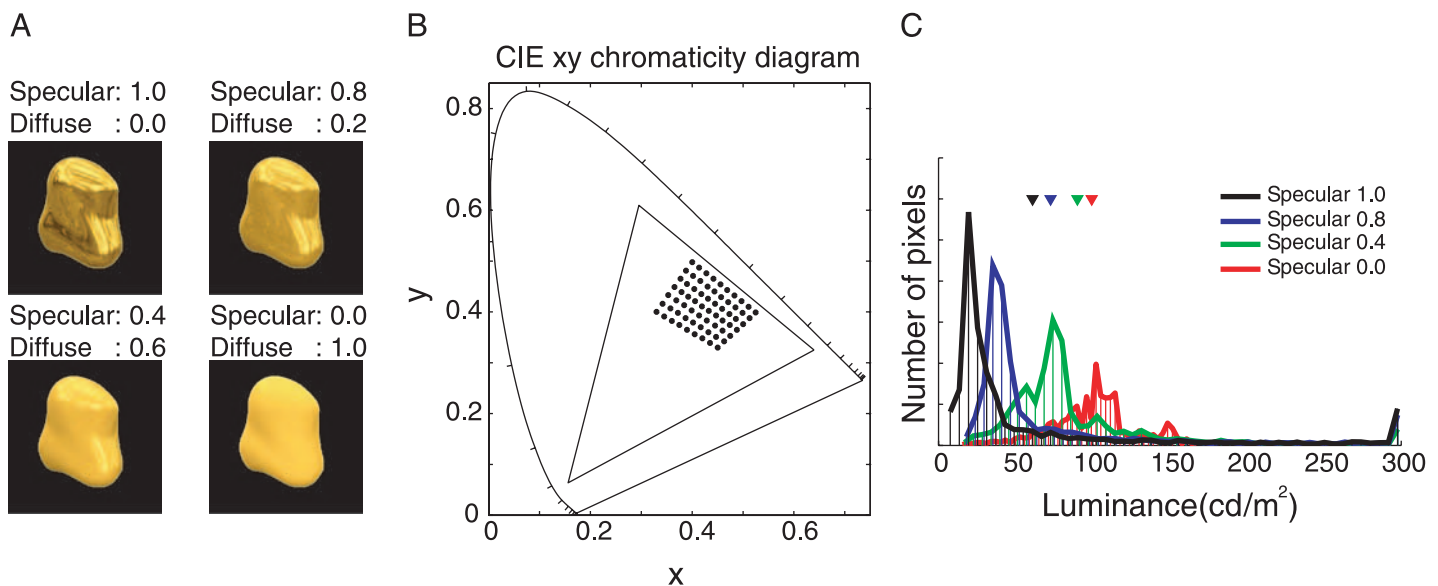 A
Specular: 1.0
Diffuse : 0.0
Specular: 0.8
Diffuse : 0.2
Specular: 0.4
Diffuse : 0.6
Specular: 0.0
Diffuse : 1.0
B
CIE xy chromaticity diagram
0.8
0.6
0.4
0.2
0
y
0 0.2 0.4 0.6
x
C
Number of pixels
Specular 1.0
Specular 0.8
Specular 0.4
Specular 0.0
0 50 100 150 200 250 300
Luminance(cd/m²)